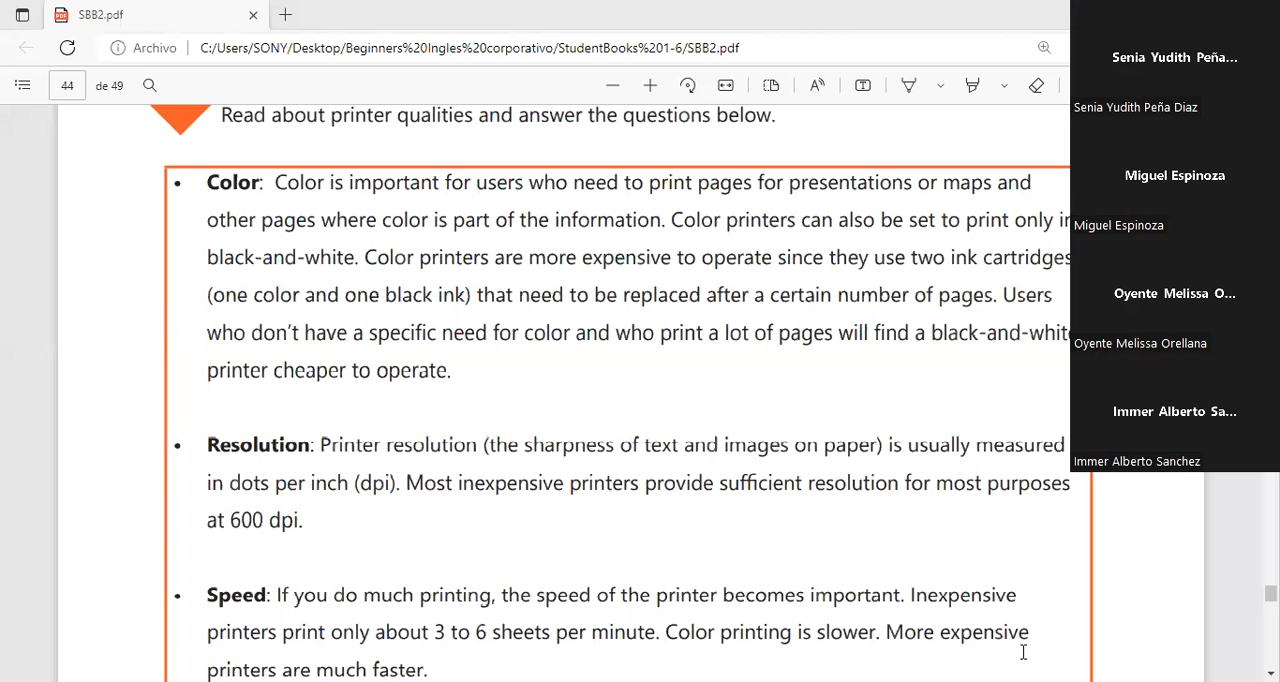 SBB2.pdf
Archivo
C:/Users/SONY/Desktop/Beginners%20Ingles%20corporativo/StudentBooks%201-6/SBB2.pdf
44 de 49
Read about printer qualities and answer the questions below.
• Color: Color is important for users who need to print pages for presentations or maps and
other pages where color is part of the information. Color printers can also be set to print only in
black-and-white. Color printers are more expensive to operate since they use two ink cartridges
(one color and one black ink) that need to be replaced after a certain number of pages. Users
who don’t have a specific need for color and who print a lot of pages will find a black-and-white
printer cheaper to operate.
• Resolution: Printer resolution (the sharpness of text and images on paper) is usually measured
in dots per inch (dpi). Most inexpensive printers provide sufficient resolution for most purposes
at 600 dpi.
• Speed: If you do much printing, the speed of the printer becomes important. Inexpensive
printers print only about 3 to 6 sheets per minute. Color printing is slower. More expensive
printers are much faster.
Senia Yudith Peña...
Senia Yudith Peña Diaz
Miguel Espinoza
Miguel Espinoza
Oyente Melissa O...
Oyente Melissa Orellana
Immer Alberto Sa...
Immer Alberto Sanchez